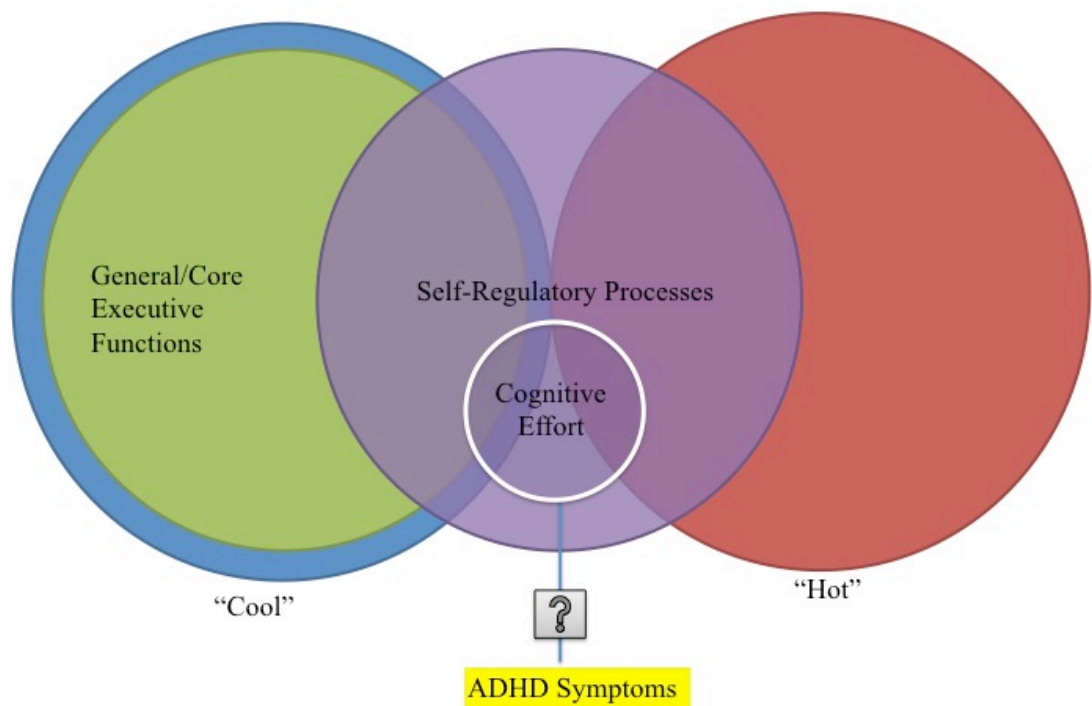 General/Core
Executive
Functions
Self-Regulatory Processes
Cognitive
Effort
“Cool”
“Hot”
?
ADHD Symptoms